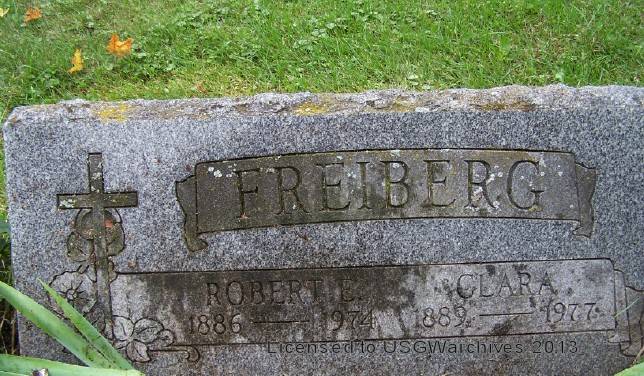 FREIBERG
ROBERT E. CLARA
1886 — 1974 1889 — 1977
Licensed to USGWarchives 2013